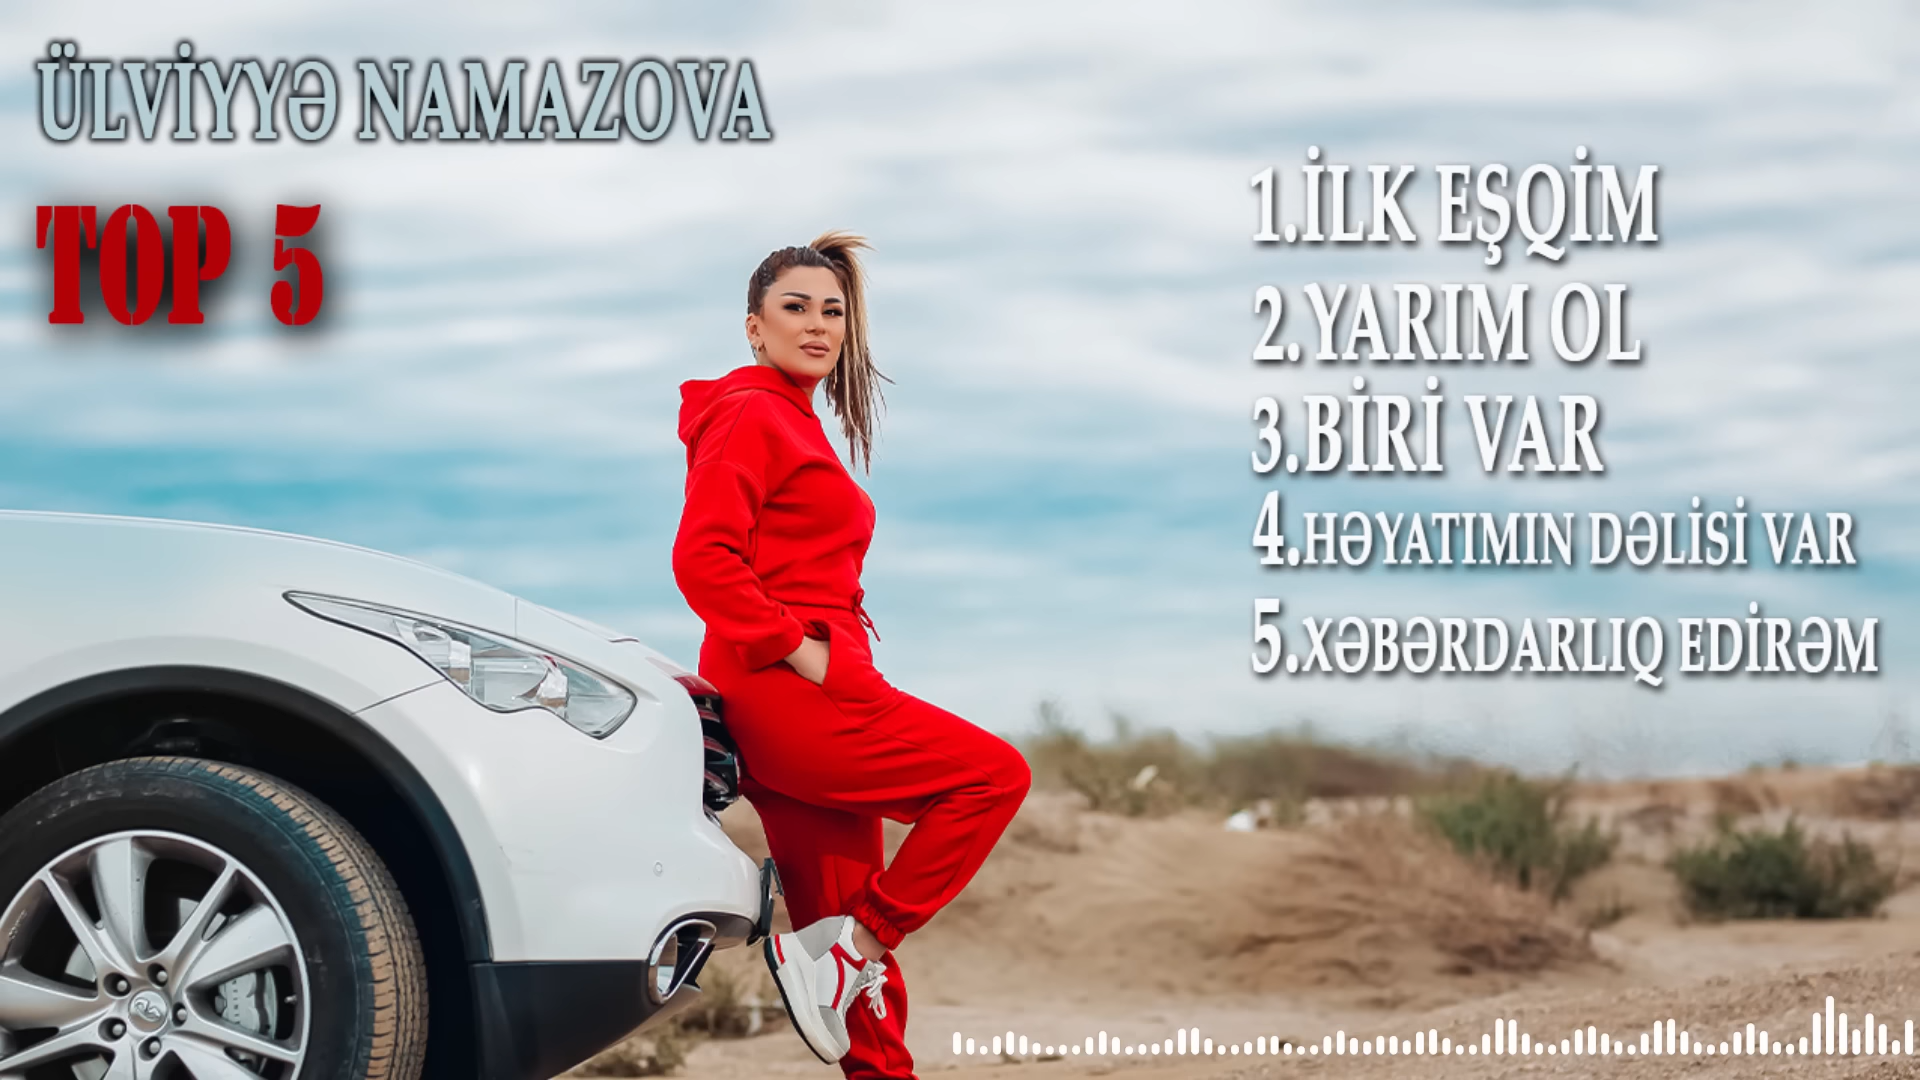 ÜLVİYYƏ NAMAZOVA
TOP 5
1.İLK EŞQİM
2.YARIM OL
3.BİRİ VAR
4.HƏYATIMIN DƏLİSİ VAR
5.XƏBƏRDARLIQ EDİRƏM